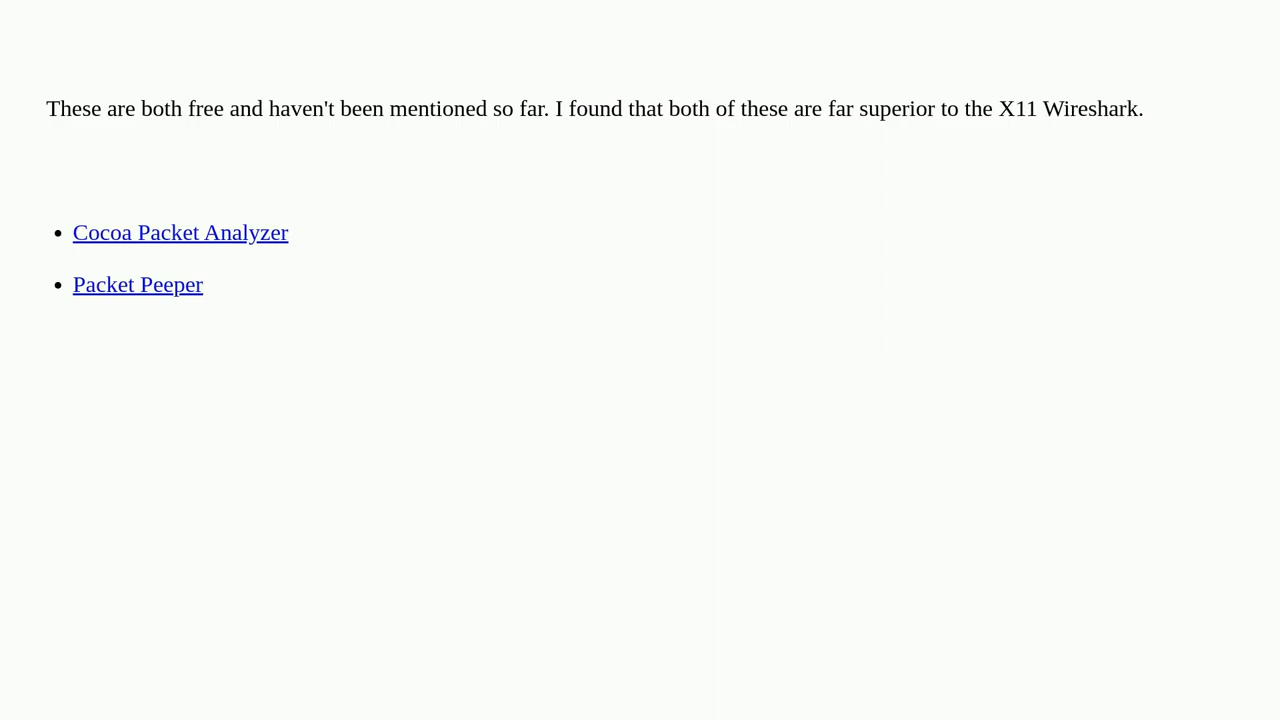 These are both free and haven't been mentioned so far. I found that both of these are far superior to the X11 Wireshark.
• Cocoa Packet Analyzer
• Packet Peeper